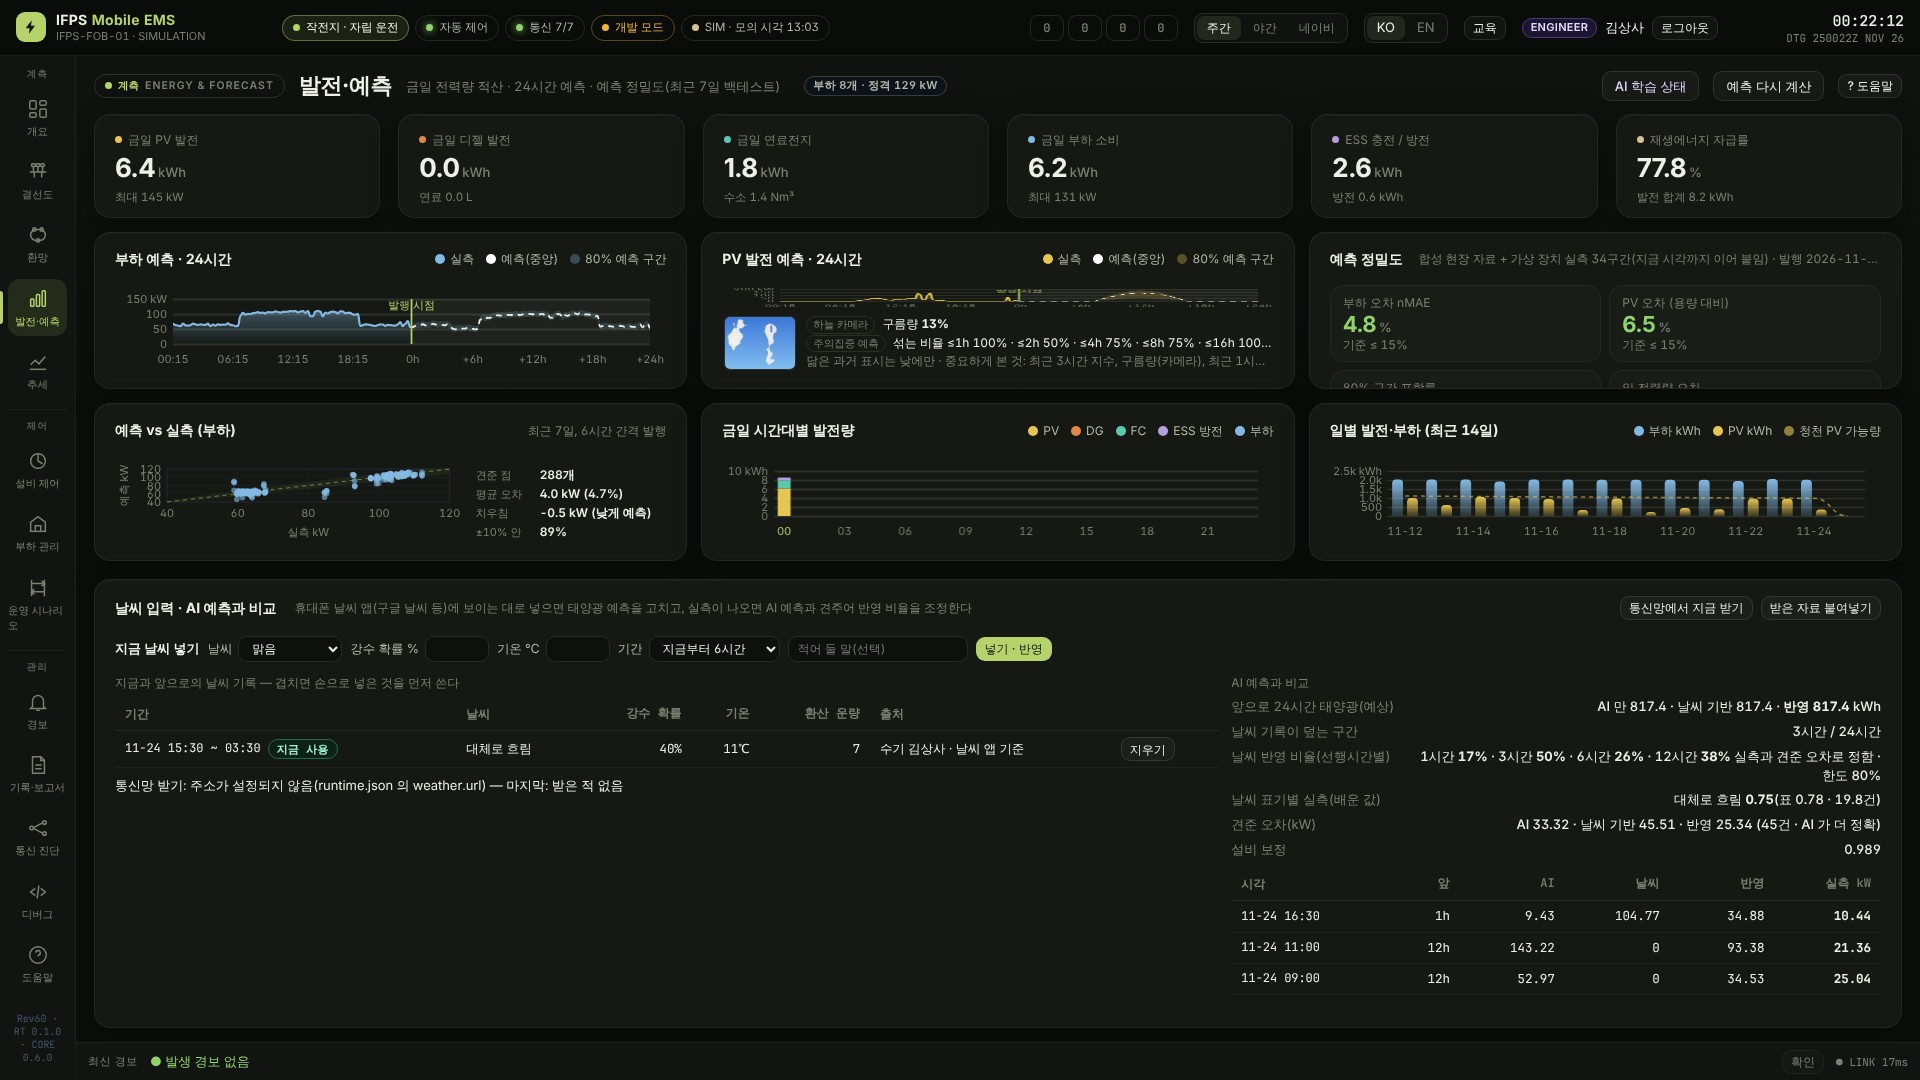 IFPS Mobile EMS
IFPS-FOB-01 · SIMULATION
작전지 · 자립 운전
자동 제어
통신 7/7
개발 모드
SIM · 모의 시각 13:03
0 0 0 0
주간 야간 네이비
KO EN
교육
ENGINEER 김상사 로그아웃
00:22:12
DTG 250022Z NOV 26
계측
개요
결선도
환망
발전·예측
추세
제어
설비 제어
부하 관리
운영 시나리오
관리
경보
기록·보고서
통신 진단
디버그
도움말
Rev60 ·
RT 0.1.0
· CORE
0.6.0
계측 ENERGY & FORECAST
발전·예측
금일 전력량 적산 · 24시간 예측 · 예측 정밀도(최근 7일 백테스트)
부하 8개 · 정격 129 kW
AI 학습 상태
예측 다시 계산
? 도움말
금일 PV 발전
6.4 kWh
최대 145 kW
금일 디젤 발전
0.0 kWh
연료 0.0 L
금일 연료전지
1.8 kWh
수소 1.4 Nm³
금일 부하 소비
6.2 kWh
최대 131 kW
ESS 충전 / 방전
2.6 kWh
방전 0.6 kWh
재생에너지 자급률
77.8 %
발전 합계 8.2 kWh
부하 예측 · 24시간
실측 예측(중앙) 80% 예측 구간
발행 시점
150 kW
100
50
0
00:15 06:15 12:15 18:15 0h +6h +12h +18h +24h
PV 발전 예측 · 24시간
실측 예측(중앙) 80% 예측 구간
하늘 카메라 구름량 13%
주의집중 예측 섞는 비율 ≤1h 100% · ≤2h 50% · ≤4h 75% · ≤8h 75% · ≤16h 100...
닮은 과거 표시는 낮에만 · 중요하게 본 것: 최근 3시간 지수, 구름량(카메라), 최근 1시...
예측 정밀도
합성 현장 자료 + 가상 장치 실측 34구간(지금 시각까지 이어 붙임) · 발행 2026-11-...
부하 오차 nMAE
4.8 %
기준 ≤ 15%
PV 오차 (용량 대비)
6.5 %
기준 ≤ 15%
예측 vs 실측 (부하)
최근 7일, 6시간 간격 발행
예측 kW
120
100
80
60
40
40 60 80 100 120
실측 kW
견준 점 288개
평균 오차 4.0 kW (4.7%)
치우침 -0.5 kW (낮게 예측)
±10% 안 89%
금일 시간대별 발전량
PV DG FC ESS 방전 부하
10 kWh
8
6
4
2
0
00 03 06 09 12 15 18 21
일별 발전·부하 (최근 14일)
부하 kWh PV kWh 청천 PV 가능량
2.5k kWh
2.0k
1.5k
1.0k
500
0
11-12 11-14 11-16 11-18 11-20 11-22 11-24
날씨 입력 · AI 예측과 비교
휴대폰 날씨 앱(구글 날씨 등)에 보이는 대로 넣으면 태양광 예측을 고치고, 실측이 나오면 AI 예측과 견주어 반영 비율을 조정한다
통신망에서 지금 받기
받은 자료 붙여넣기
지금 날씨 넣기 날씨 맑음 강수 확률 % 기온 ℃ 기간 지금부터 6시간 적어 둘 말(선택) 넣기 · 반영
지금과 앞으로의 날씨 기록 — 겹치면 손으로 넣은 것을 먼저 쓴다
기간 날씨 강수 확률 기온 환산 운량 출처
11-24 15:30 ~ 03:30 지금 사용 대체로 흐림 40% 11℃ 7 수기 김상사 · 날씨 앱 기준 지우기
통신망 받기: 주소가 설정되지 않음(runtime.json 의 weather.url) — 마지막: 받은 적 없음
AI 예측과 비교
앞으로 24시간 태양광(예상) AI 만 817.4 · 날씨 기반 817.4 · 반영 817.4 kWh
날씨 기록이 덮는 구간 3시간 / 24시간
날씨 반영 비율(선행시간별) 1시간 17% · 3시간 50% · 6시간 26% · 12시간 38% 실측과 견준 오차로 정함 ·
한도 80%
날씨 표기별 실측(배운 값) 대체로 흐림 0.75(표 0.78 · 19.8건)
견준 오차(kW) AI 33.32 · 날씨 기반 45.51 · 반영 25.34 (45건 · AI 가 더 정확)
설비 보정 0.989
시각 앞 AI 날씨 반영 실측 kW
11-24 16:30 1h 9.43 104.77 34.88 10.44
11-24 11:00 12h 143.22 0 93.38 21.36
11-24 09:00 12h 52.97 0 34.53 25.04
최신 경보 발생 경보 없음
확인
LINK 17ms